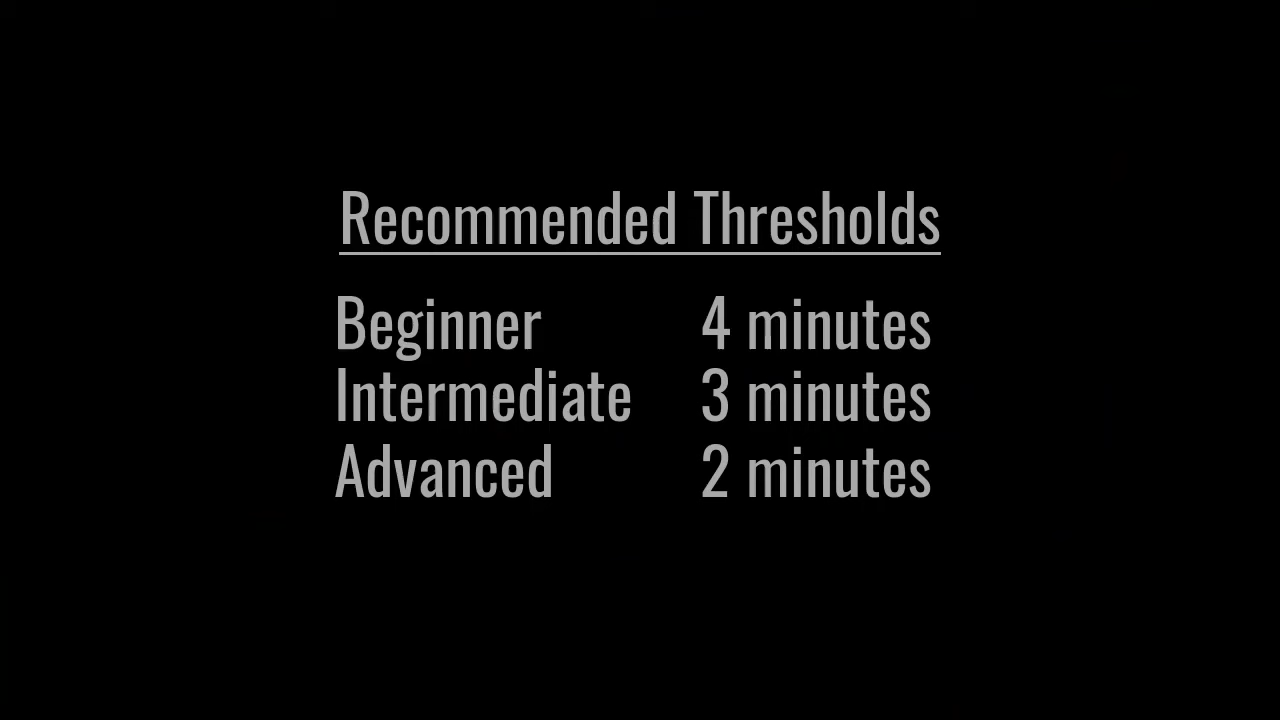 Recommended Thresholds
Beginner 4 minutes
Intermediate 3 minutes
Advanced 2 minutes